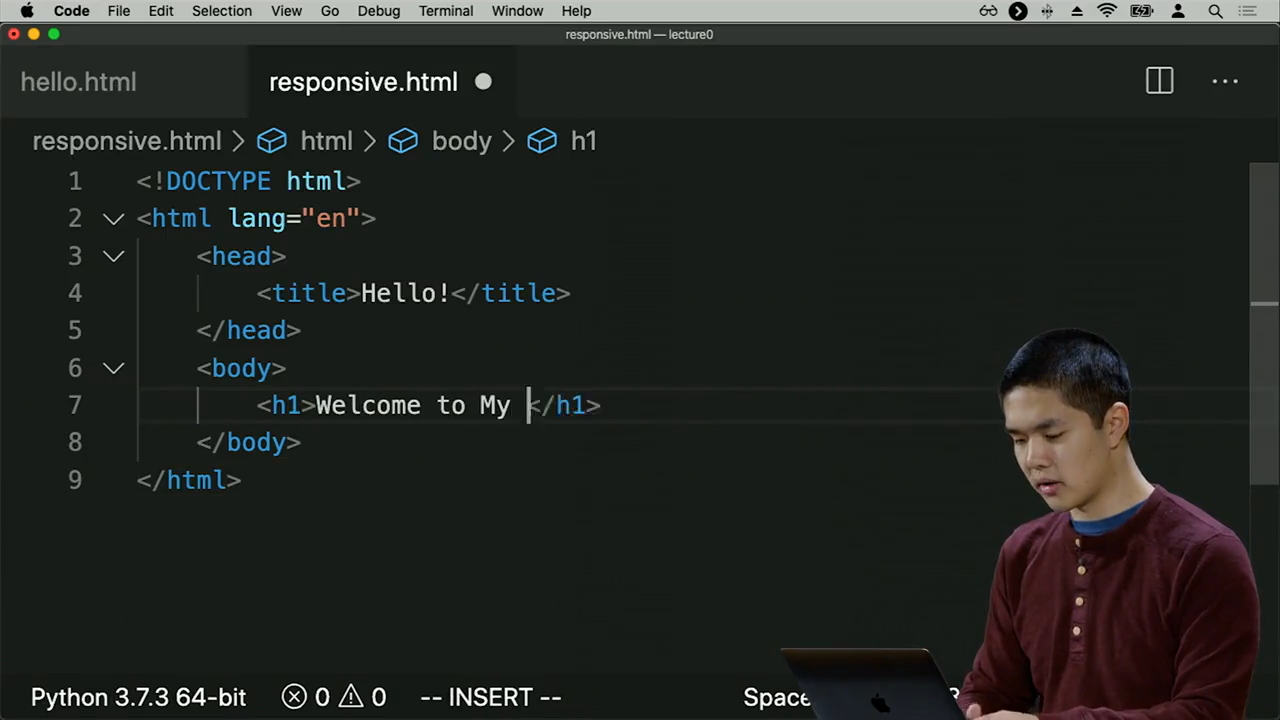 Code File Edit Selection View Go Debug Terminal Window Help
responsive.html — lecture0
hello.html responsive.html
responsive.html > html > body > h1
1 <!DOCTYPE html>
2 <html lang="en">
3 <head>
4 <title>Hello!</title>
5 </head>
6 <body>
7 <h1>Welcome to My </h1>
8 </body>
9 </html>
Python 3.7.3 64-bit 0 0 -- INSERT --